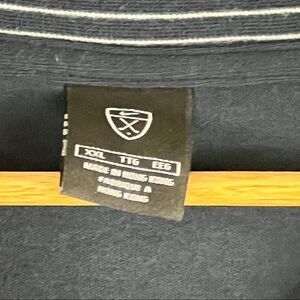 XXL TTG EEG
MADE IN HONG KONG
FABRIQUE A
HONG KONG